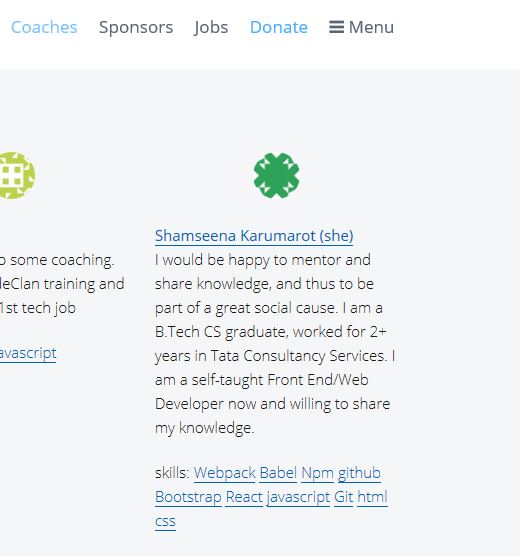 Coaches Sponsors Jobs Donate Menu
some coaching.
training and
1st tech job
Shamseena Karumarot (she)
I would be happy to mentor and
share knowledge, and thus to be
part of a great social cause. I am a
B.Tech CS graduate, worked for 2+
years in Tata Consultancy Services. I
am a self-taught Front End/Web
Developer now and willing to share
my knowledge.
skills: Webpack Babel Npm github
Bootstrap React javascript Git html
css